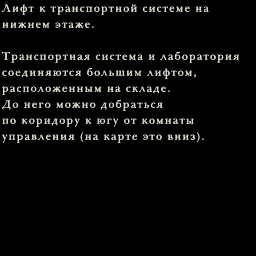 Лифт к транспортной системе на
нижнем этаже.
Транспортная система и лаборатория
соединяются большим лифтом,
расположенным на складе.
До него можно добраться
по коридору к югу от комнаты
управления (на карте это вниз).